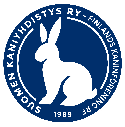 SUOMEN KANIYHDISTYS RY - FINLANDS KANINFÖRENING RF
1989